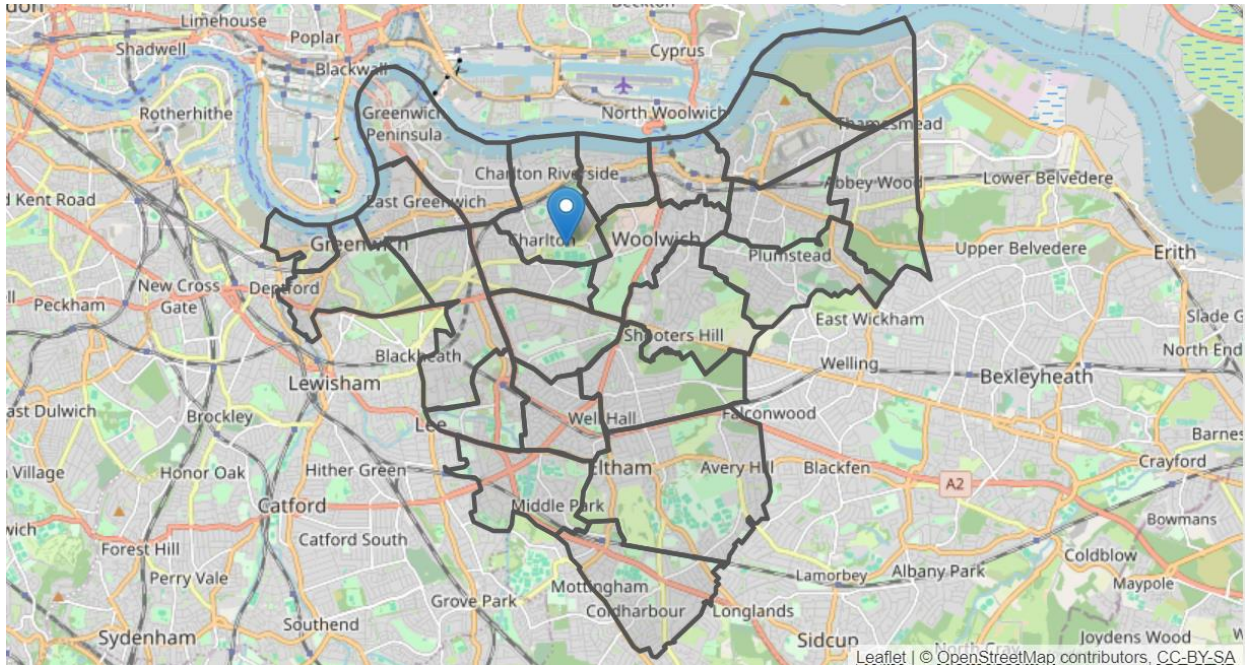 Limehouse
Poplar
Shadwell
Blackwall
Cyprus
Rotherhithe
Greenwich
Peninsula
North Woolwich
Thamesmead
Charlton Riverside
Lower Belvedere
Abbey Wood
d Kent Road
East Greenwich
Charlton
Woolwich
Greenwich
Upper Belvedere
Erith
Plumstead
New Cross
Gate
Deptford
Peckham
East Wickham
Slade G
Shooters Hill
North End
Blackheath
Welling
Lewisham
Bexleyheath
ast Dulwich
Brockley
Lee
Well Hall
Falconwood
Barnes
Village
Honor Oak
Hither Green
Eltham
Avery Hill
Blackfen
Crayford
A2
Catford
Middle Park
Bowmans
wich
Forest Hill
Catford South
Coldblow
Perry Vale
Lamorbey
Albany Park
Maypole
Mottingham
Grove Park
Coldharbour
Longlands
Southend
Sydenham
Sidcup
Joydens Wood
North Cray
Leaflet | © OpenStreetMap contributors, CC-BY-SA